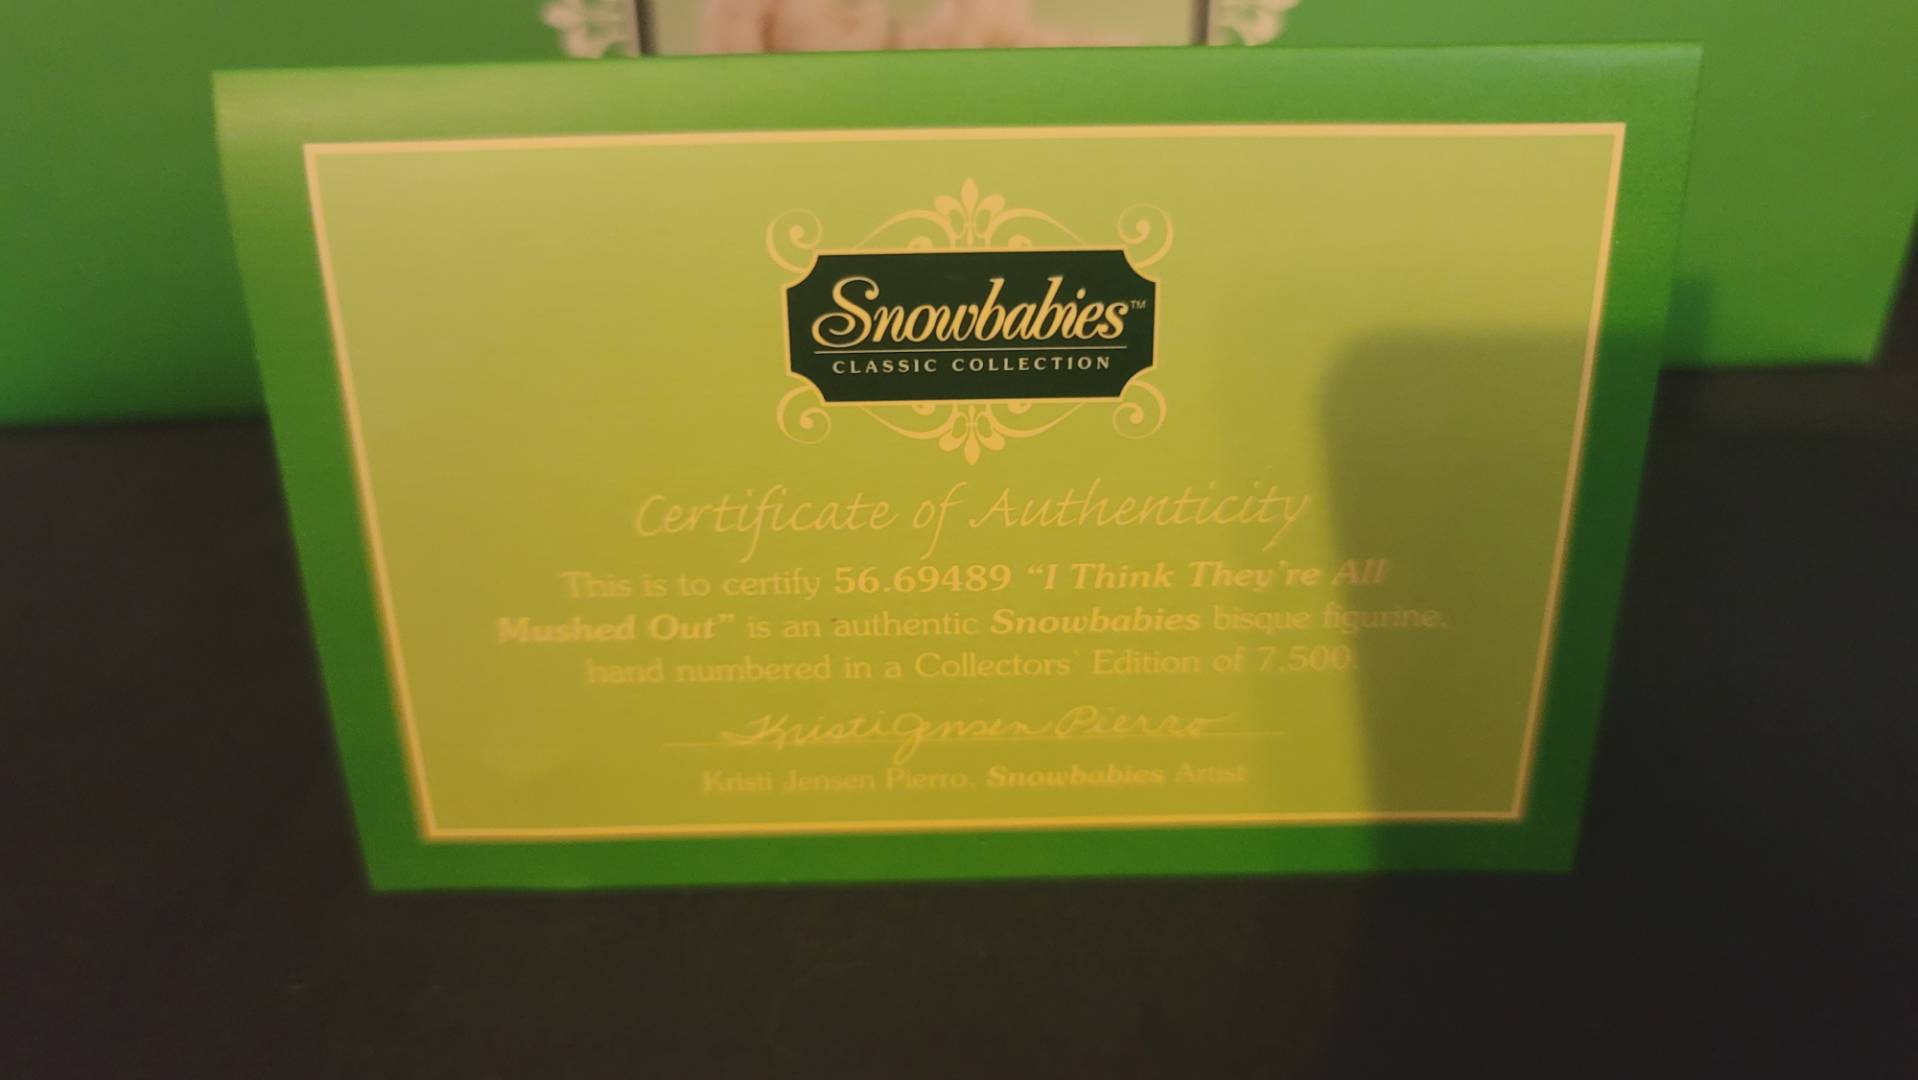 Snowbabies™
CLASSIC COLLECTION
Certificate of Authenticity
This is to certify 56.69489 “I Think They’re All
Mushed Out” is an authentic Snowbabies bisque figurine,
hand numbered in a Collectors' Edition of 7,500.
Kristi Jensen Pierro
Kristi Jensen Pierro, Snowbabies Artist